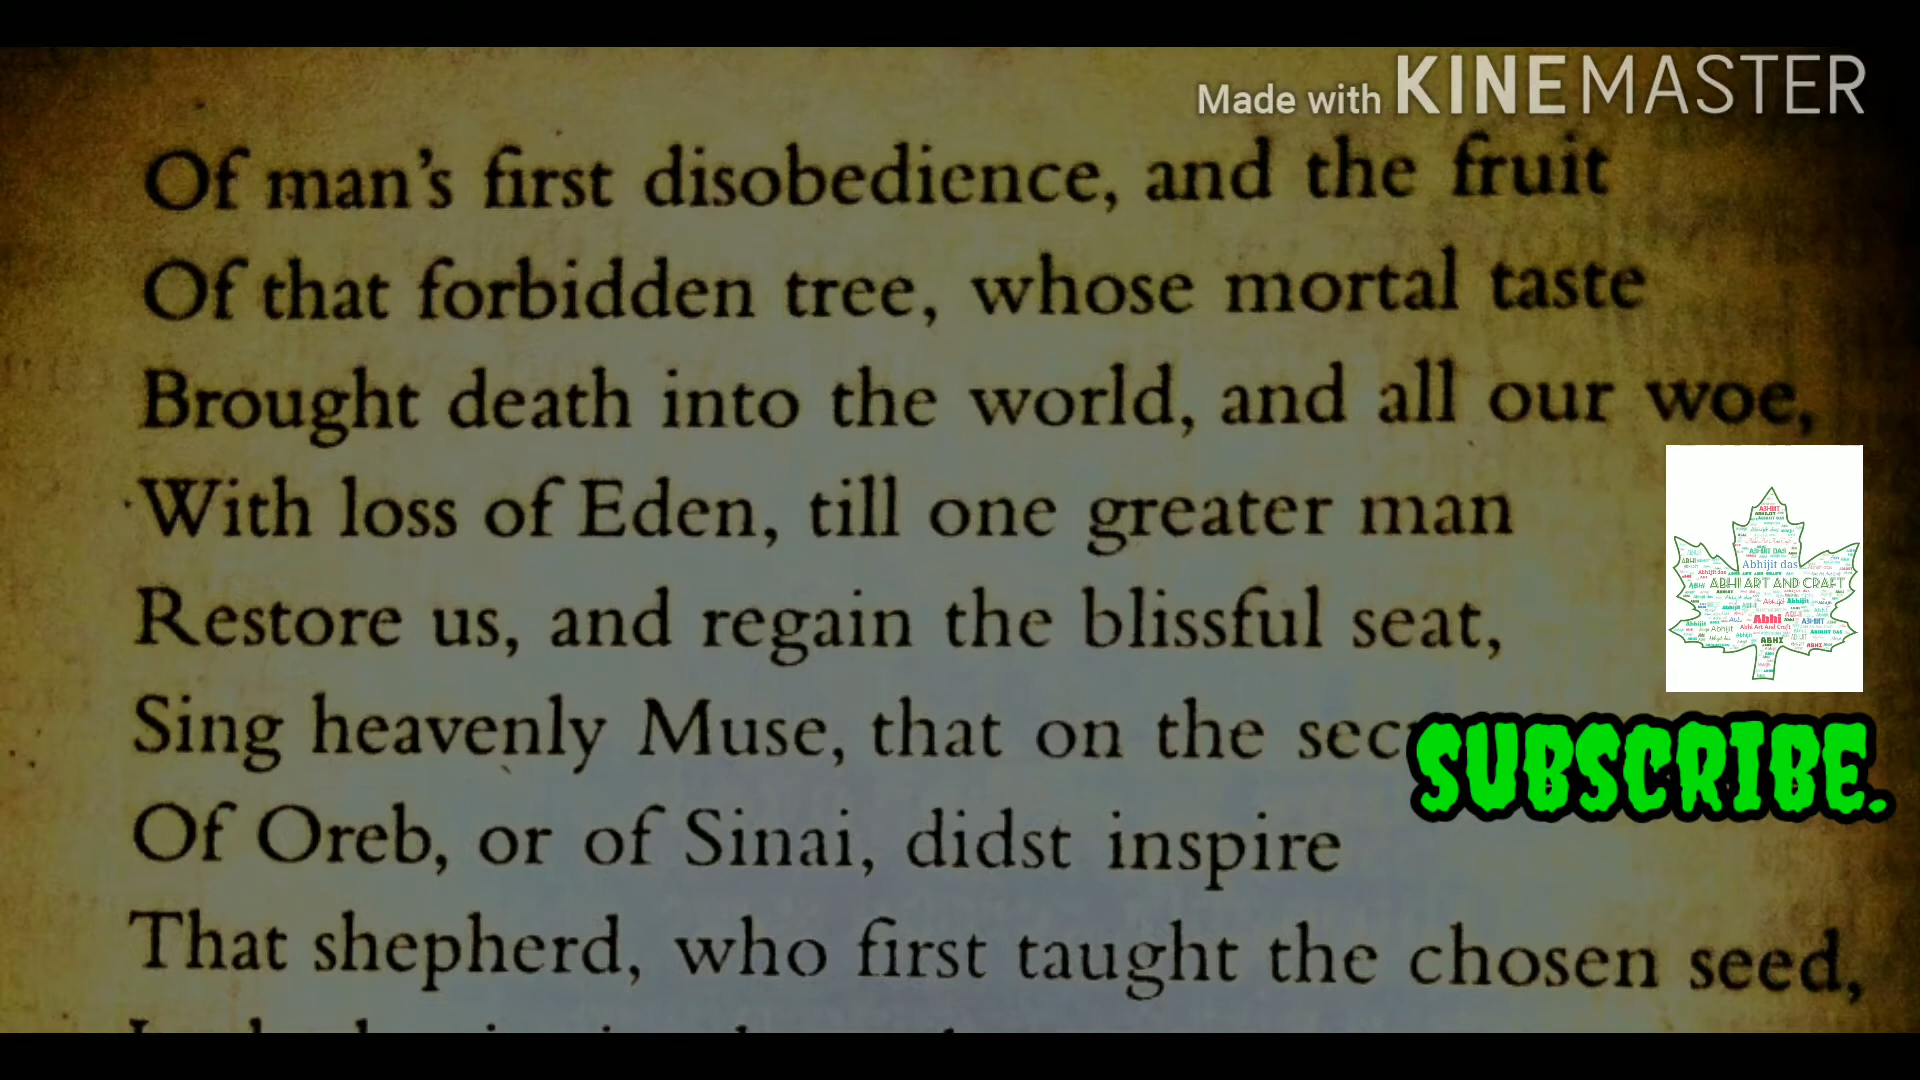 Made with KINEMASTER
Of man's first disobedience, and the fruit
Of that forbidden tree, whose mortal taste
Brought death into the world, and all our woe,
With loss of Eden, till one greater man
Restore us, and regain the blissful seat,
Sing heavenly Muse, that on the
Of Oreb, or of Sinai, didst inspire
That shepherd, who first taught the chosen seed,
Abhijit das
ABHI ART AND CRAFT
Abhi
SUBSCRIBE.